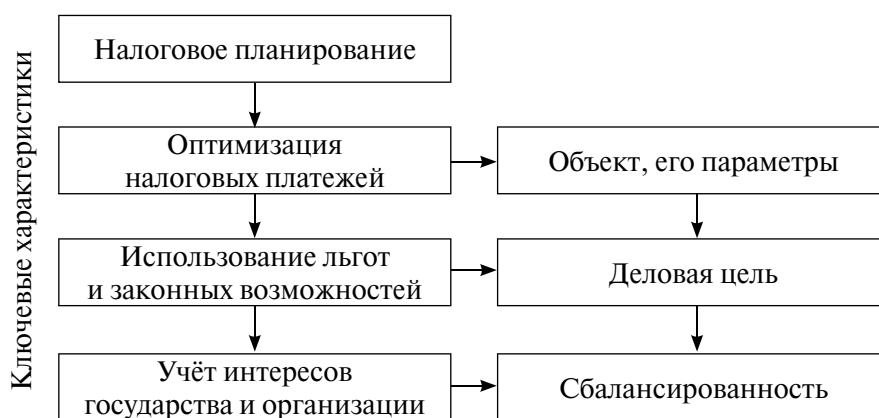 Ключевые характеристики
Налоговое планирование
Оптимизация
налоговых платежей
Объект, его параметры
Использование льгот
и законных возможностей
Деловая цель
Учёт интересов
государства и организации
Сбалансированность